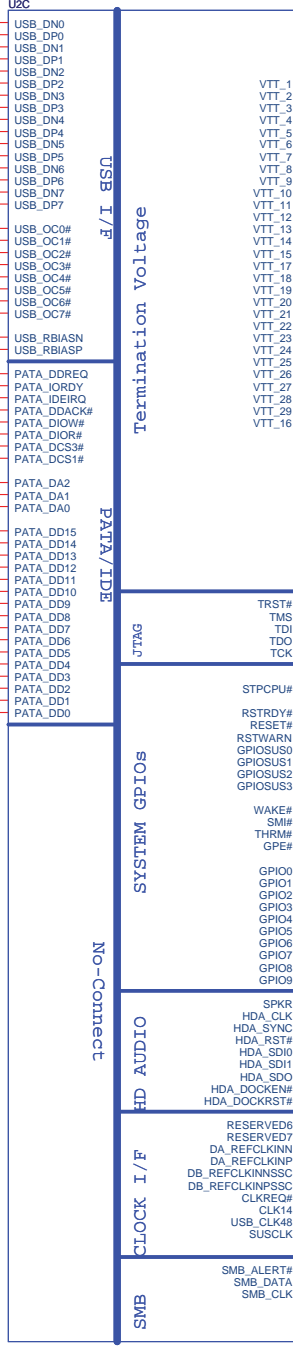 U2C
USB_DN0
USB_DP0
USB_DN1
USB_DP1
USB_DN2
USB_DP2
USB_DN3
USB_DP3
USB_DN4
USB_DP4
USB_DN5
USB_DP5
USB_DN6
USB_DP6
USB_DN7
USB_DP7
USB_OC0#
USB_OC1#
USB_OC2#
USB_OC3#
USB_OC4#
USB_OC5#
USB_OC6#
USB_OC7#
USB_RBIASN
USB_RBIASP
USB I/F
PATA_DDREQ
PATA_IORDY
PATA_IDEIRQ
PATA_DDACK#
PATA_DIOW#
PATA_DIOR#
PATA_DCS3#
PATA_DCS1#
PATA_DA2
PATA_DA1
PATA_DA0
PATA_DD15
PATA_DD14
PATA_DD13
PATA_DD12
PATA_DD11
PATA_DD10
PATA_DD9
PATA_DD8
PATA_DD7
PATA_DD6
PATA_DD5
PATA_DD4
PATA_DD3
PATA_DD2
PATA_DD1
PATA_DD0
PATA/IDE
No-Connect
Termination Voltage
VTT_1
VTT_2
VTT_3
VTT_4
VTT_5
VTT_6
VTT_7
VTT_8
VTT_9
VTT_10
VTT_11
VTT_12
VTT_13
VTT_14
VTT_15
VTT_17
VTT_18
VTT_19
VTT_20
VTT_21
VTT_22
VTT_23
VTT_24
VTT_25
VTT_26
VTT_27
VTT_28
VTT_29
VTT_16
JTAG
TRST#
TMS
TDI
TDO
TCK
SYSTEM GPIOs
STPCPU#
RSTRDY#
RESET#
RSTWARN
GPIOSUS0
GPIOSUS1
GPIOSUS2
GPIOSUS3
WAKE#
SMI#
THRM#
GPE#
GPIO0
GPIO1
GPIO2
GPIO3
GPIO4
GPIO5
GPIO6
GPIO7
GPIO8
GPIO9
HD AUDIO
SPKR
HDA_CLK
HDA_SYNC
HDA_RST#
HDA_SDI0
HDA_SDI1
HDA_SDO
HDA_DOCKEN#
HDA_DOCKRST#
CLOCK I/F
RESERVED6
RESERVED7
DA_REFCLKINN
DA_REFCLKINP
DB_REFCLKINNSSC
DB_REFCLKINPSSC
CLKREQ#
CLK14
USB_CLK48
SUSCLK
SMB
SMB_ALERT#
SMB_DATA
SMB_CLK